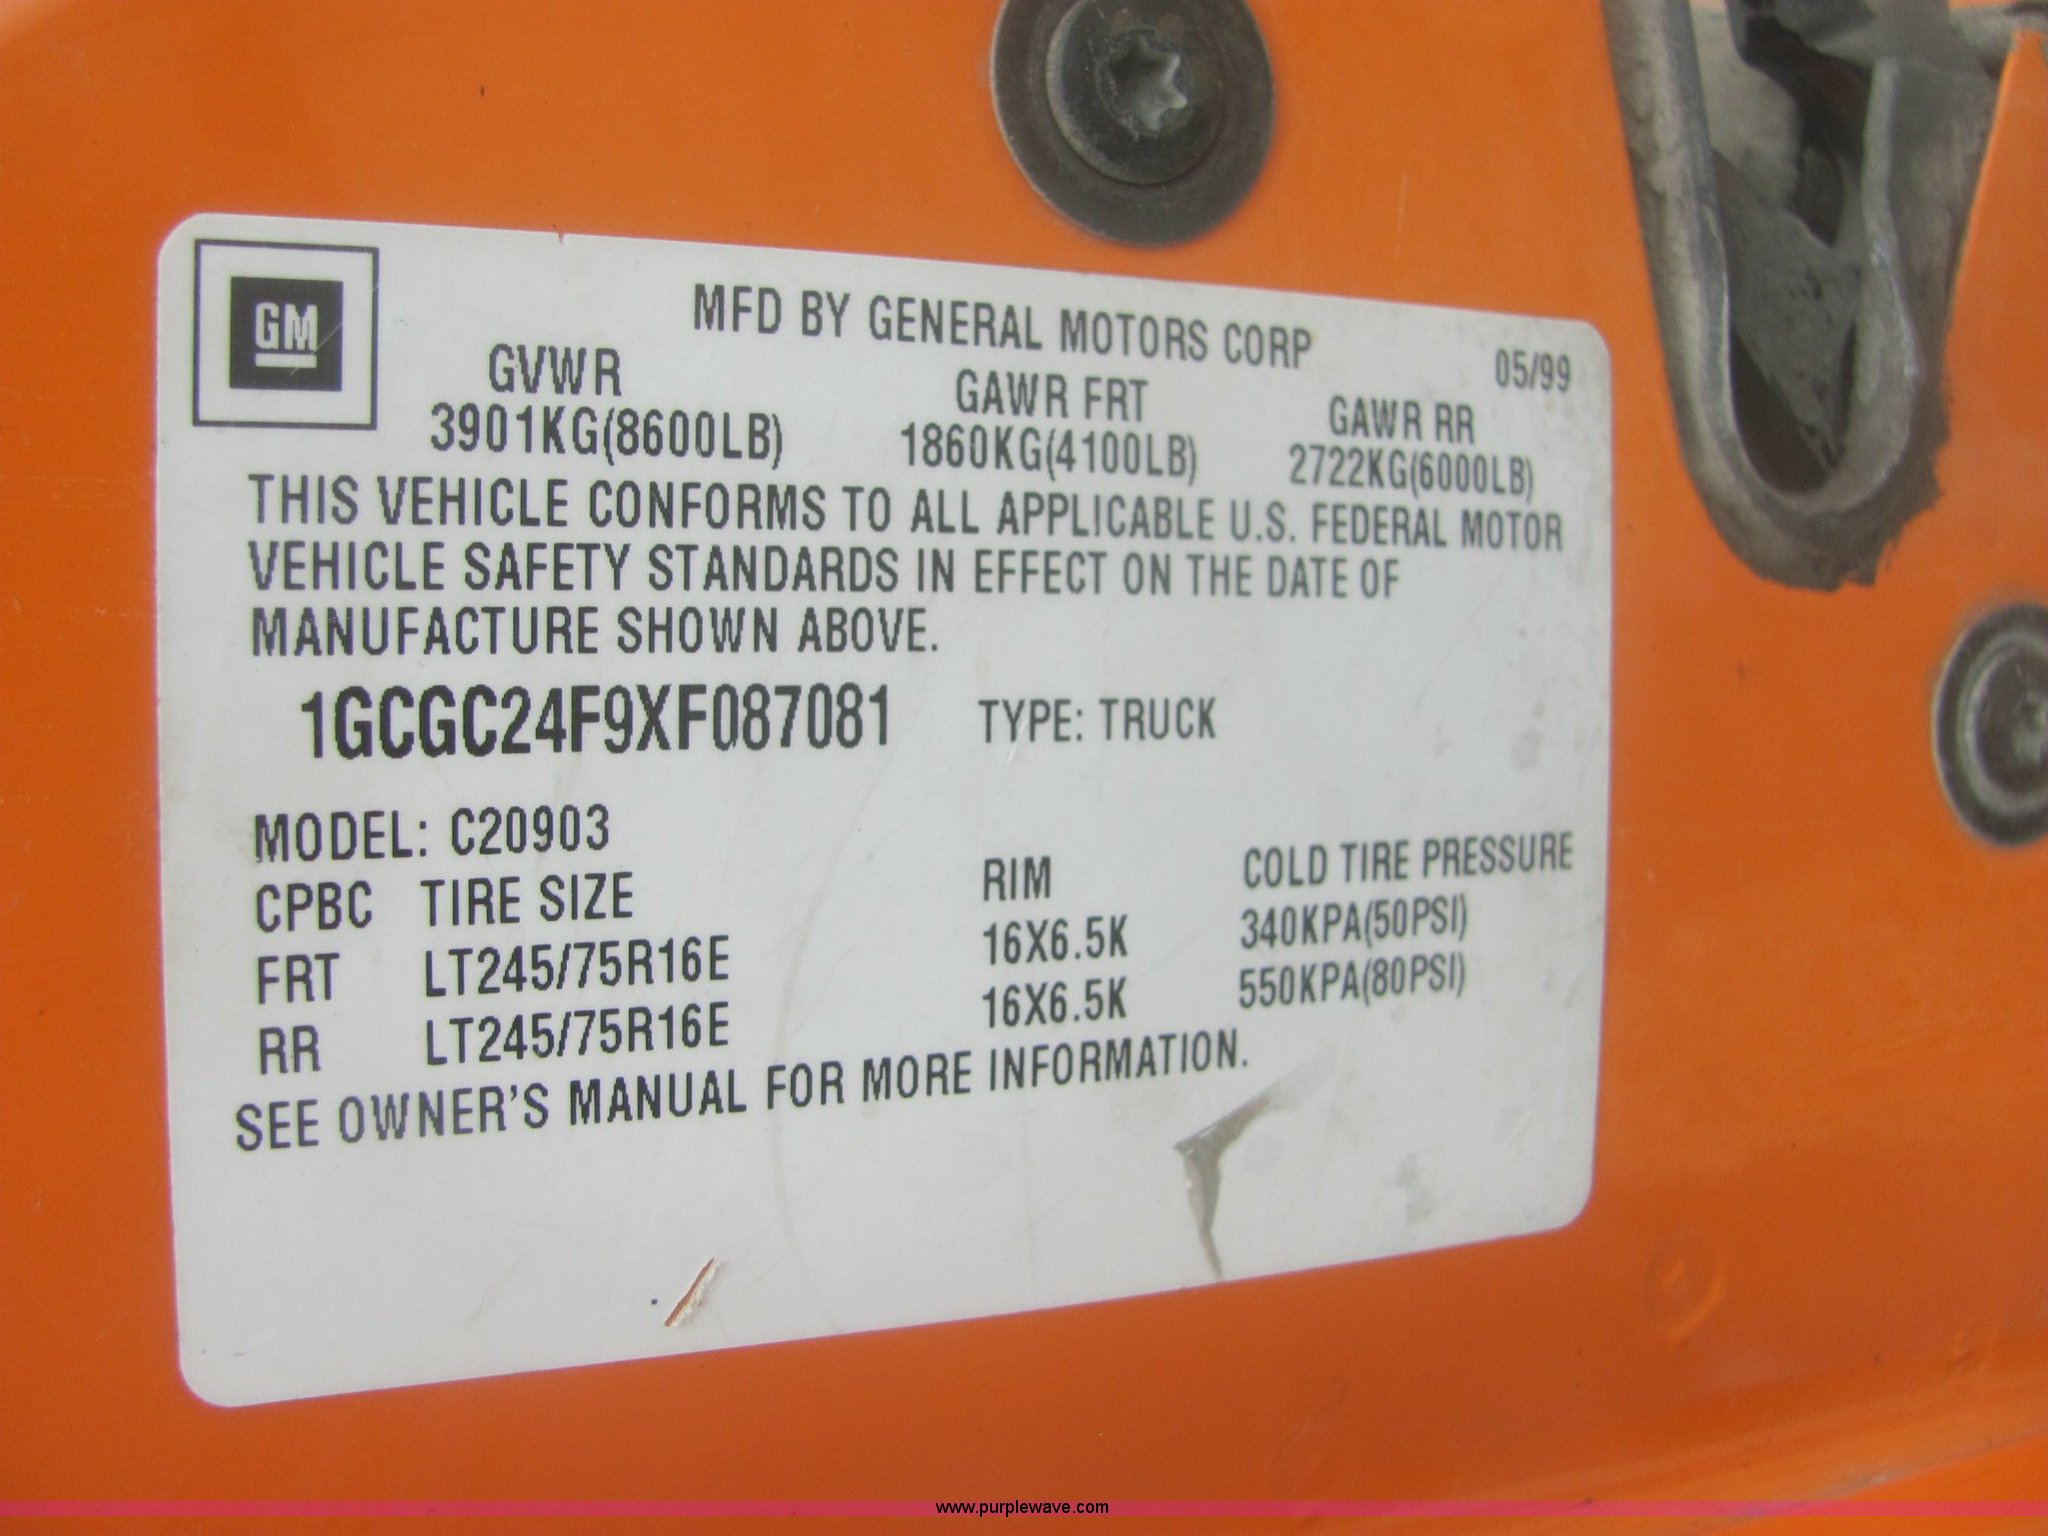 GM
MFD BY GENERAL MOTORS CORP
05/99
GVWR GAWR FRT GAWR RR
3901KG(8600LB) 1860KG(4100LB) 2722KG(6000LB)
THIS VEHICLE CONFORMS TO ALL APPLICABLE U.S. FEDERAL MOTOR
VEHICLE SAFETY STANDARDS IN EFFECT ON THE DATE OF
MANUFACTURE SHOWN ABOVE.
1GCGC24F9XF087081 TYPE: TRUCK
MODEL: C20903
CPBC TIRE SIZE RIM COLD TIRE PRESSURE
FRT LT245/75R16E 16X6.5K 340KPA(50PSI)
RR LT245/75R16E 16X6.5K 550KPA(80PSI)
SEE OWNER'S MANUAL FOR MORE INFORMATION.
www.purplewave.com